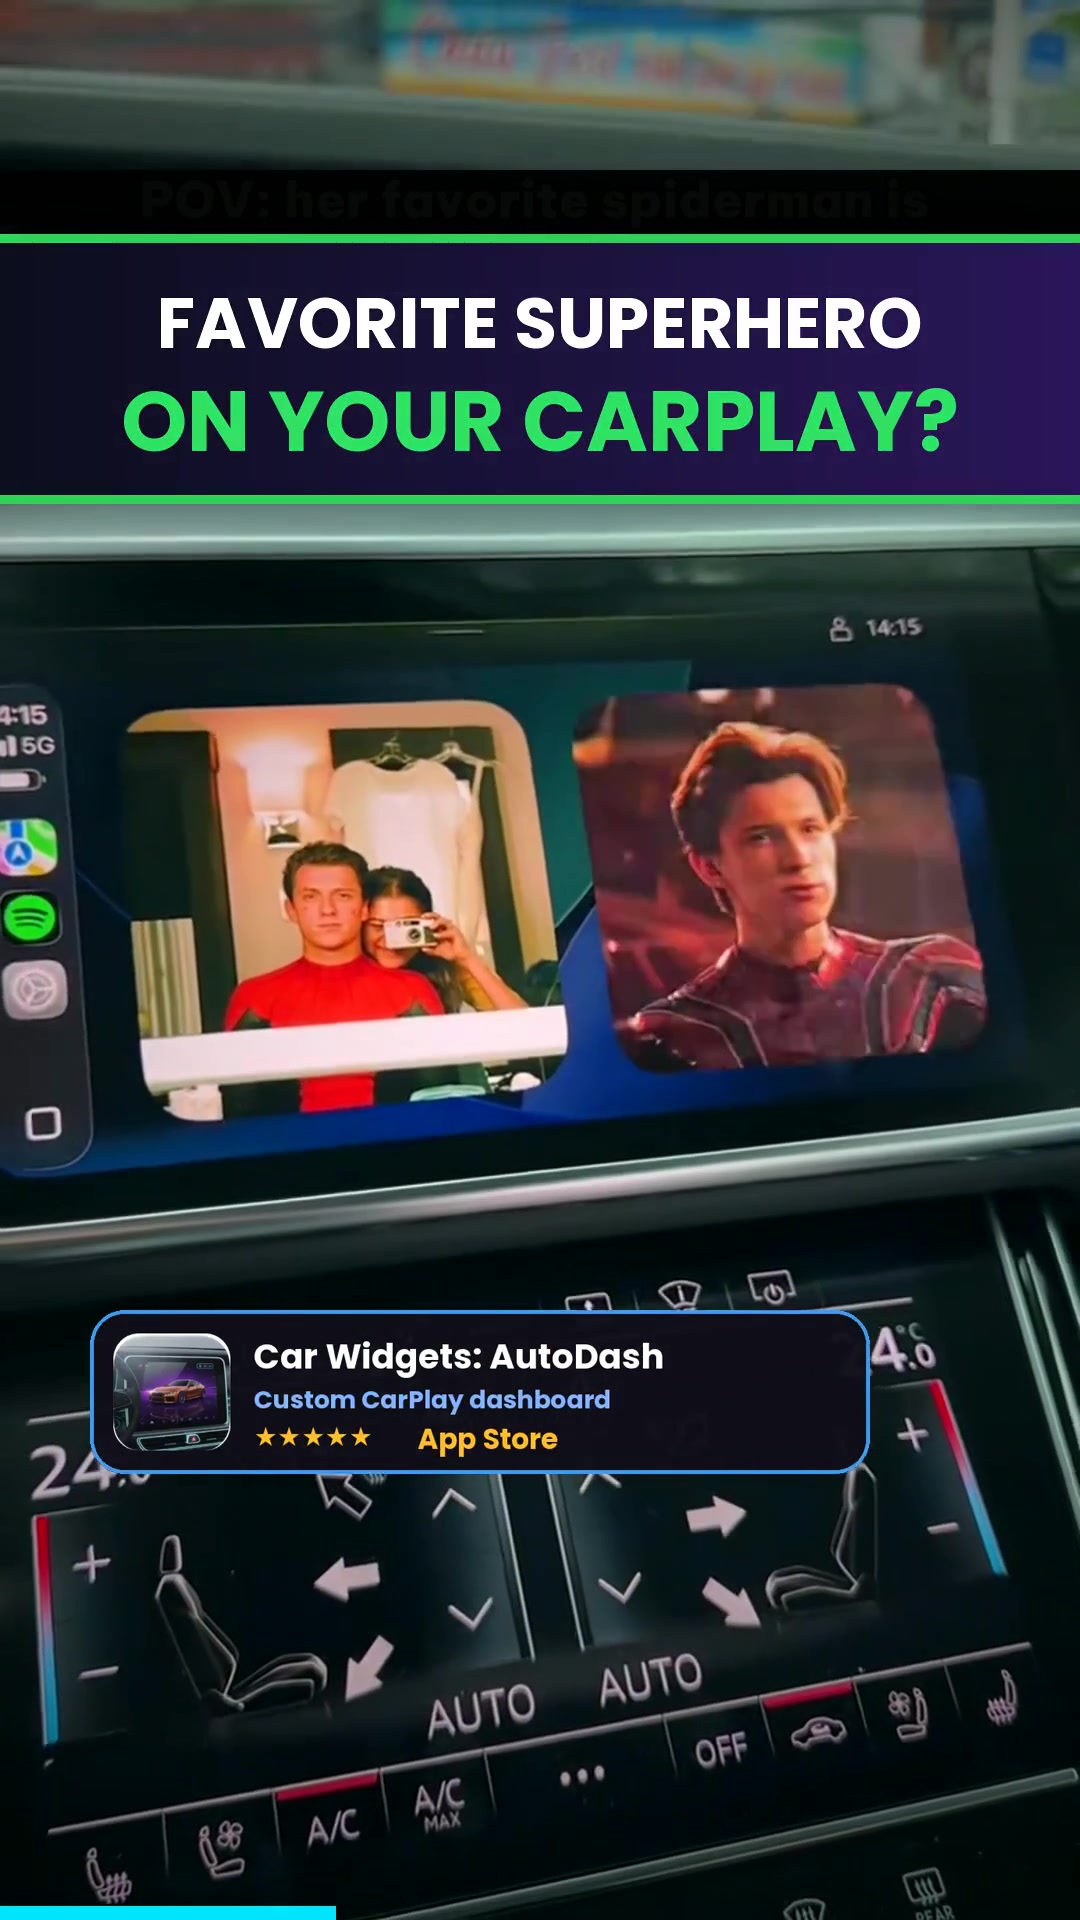 POV: her favorite spiderman is
FAVORITE SUPERHERO
ON YOUR CARPLAY?
14:15
4:15
5G
Car Widgets: AutoDash
Custom CarPlay dashboard
★★★★★ App Store
4.0
°C
24.0
AUTO AUTO
OFF
A/C
MAX
A/C
REAR